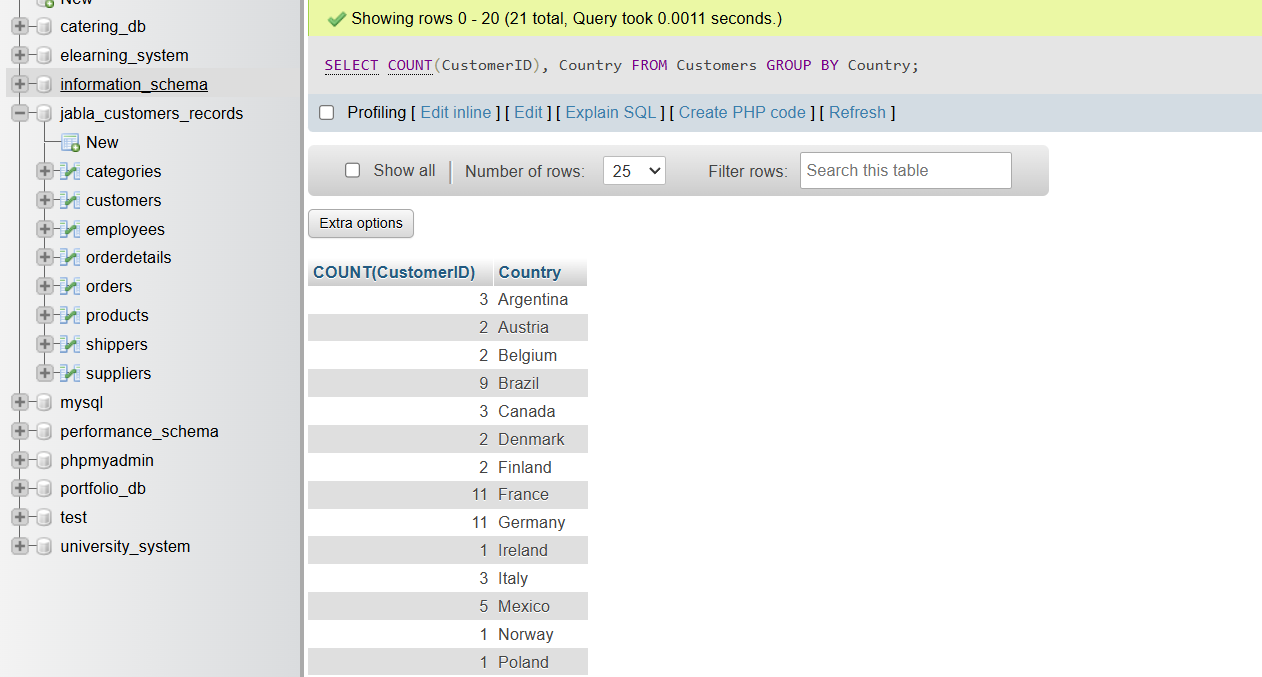 New
catering_db
elearning_system
information_schema
jabla_customers_records
New
categories
customers
employees
orderdetails
orders
products
shippers
suppliers
mysql
performance_schema
phpmyadmin
portfolio_db
test
university_system
Showing rows 0 - 20 (21 total, Query took 0.0011 seconds.)
SELECT COUNT(CustomerID), Country FROM Customers GROUP BY Country;
Profiling [ Edit inline ] [ Edit ] [ Explain SQL ] [ Create PHP code ] [ Refresh ]
Show all Number of rows: 25 Filter rows: Search this table
Extra options
COUNT(CustomerID) Country
3 Argentina
2 Austria
2 Belgium
9 Brazil
3 Canada
2 Denmark
2 Finland
11 France
11 Germany
1 Ireland
3 Italy
5 Mexico
1 Norway
1 Poland